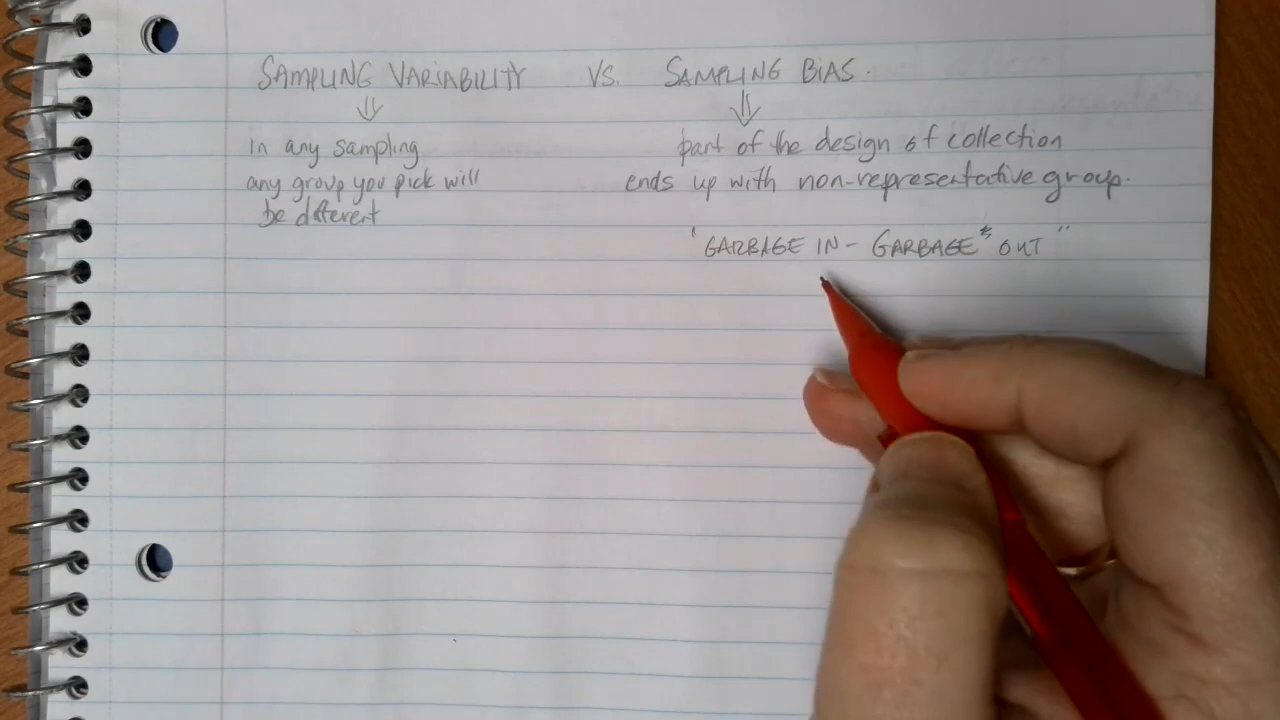 SAMPLING VARIABILITY VS. SAMPLING BIAS.
⇓ ⇓
in any sampling
any group you pick will
be different
part of the design of collection
ends up with non-representative group.
"GARBAGE IN - GARBAGE* OUT"